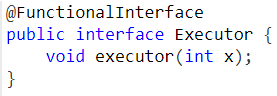 @FunctionalInterface
public interface Executor {
    void executor(int x);
}